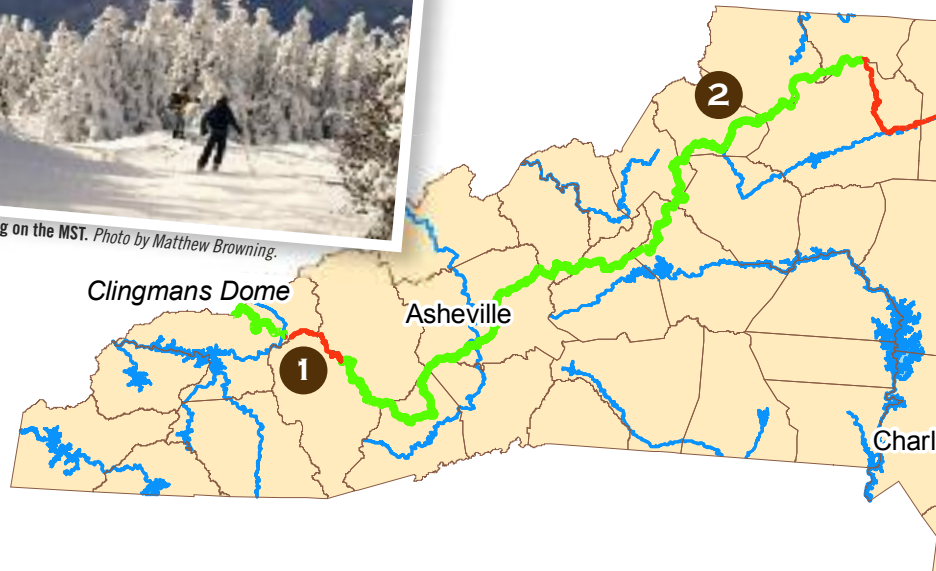 g on the MST. Photo by Matthew Browning.
2
Clingmans Dome
Asheville
1
Charl